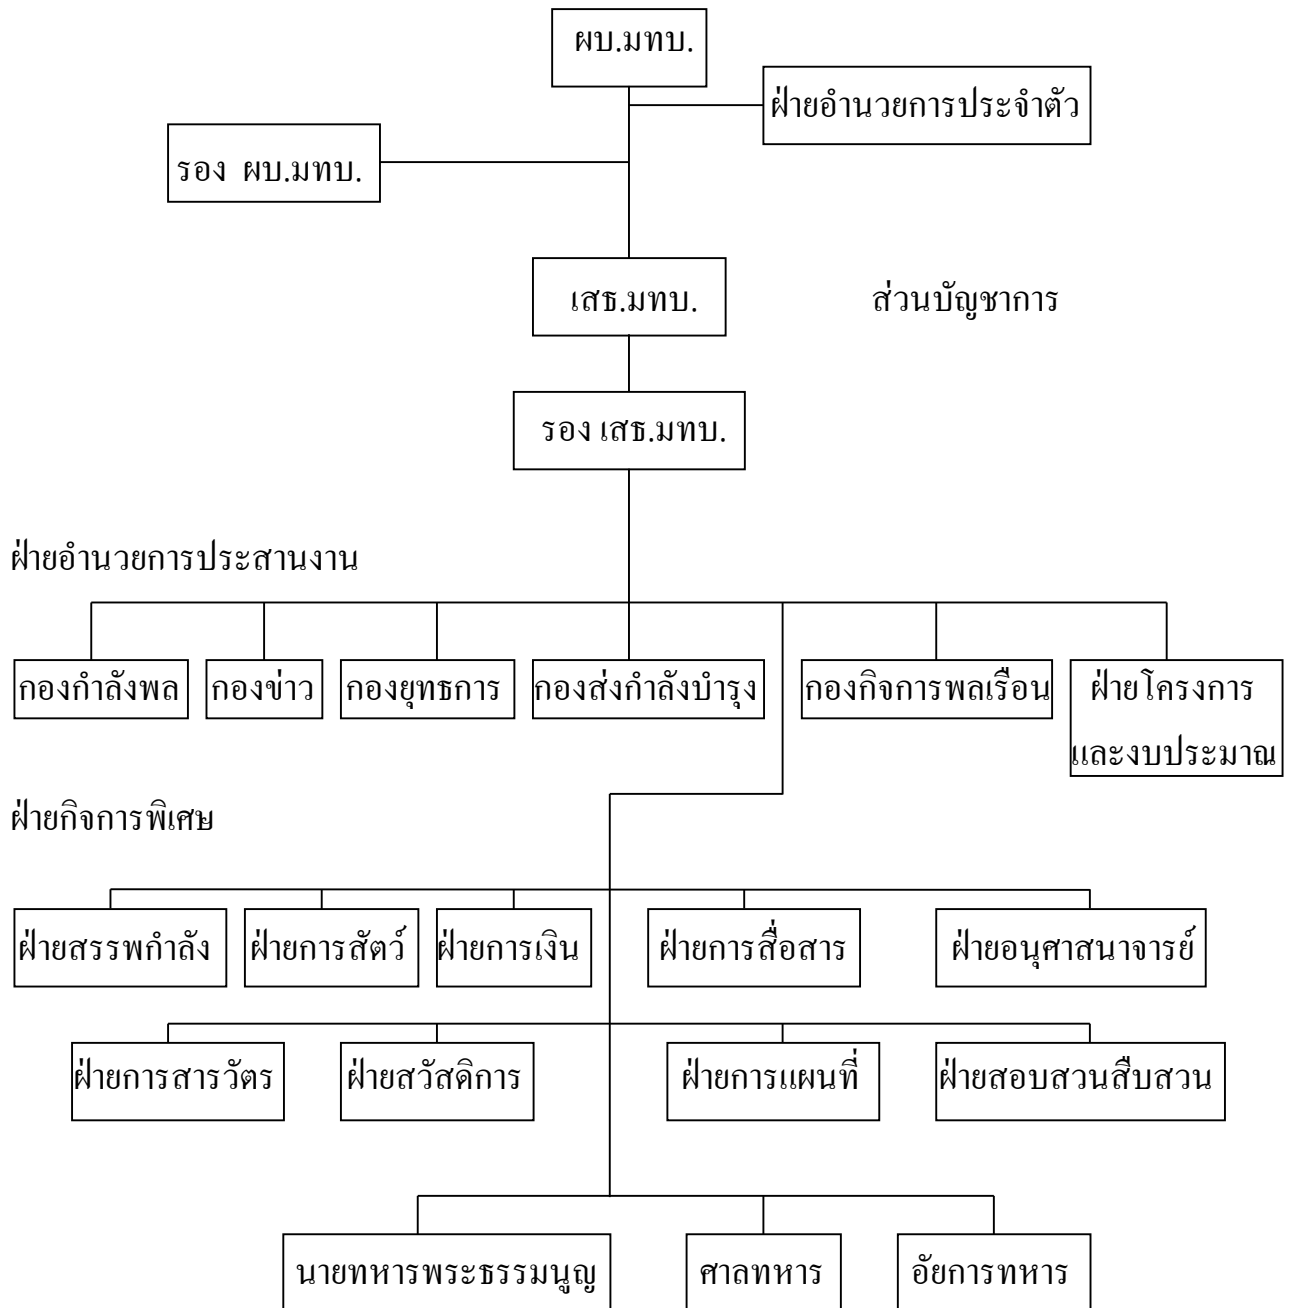 ผบ.มทบ.
ฝ่ายอำนวยการประจำตัว
รอง ผบ.มทบ.
เสธ.มทบ.
ส่วนบัญชาการ
รอง เสธ.มทบ.
ฝ่ายอำนวยการประสานงาน
กองกำลังพล
กองข่าว
กองยุทธการ
กองส่งกำลังบำรุง
กองกิจการพลเรือน
ฝ่ายโครงการ
และงบประมาณ
ฝ่ายกิจการพิเศษ
ฝ่ายสรรพกำลัง
ฝ่ายการสัตว์
ฝ่ายการเงิน
ฝ่ายการสื่อสาร
ฝ่ายอนุศาสนาจารย์
ฝ่ายการสารวัตร
ฝ่ายสวัสดิการ
ฝ่ายการแผนที่
ฝ่ายสอบสวนสืบสวน
นายทหารพระธรรมนูญ
ศาลทหาร
อัยการทหาร